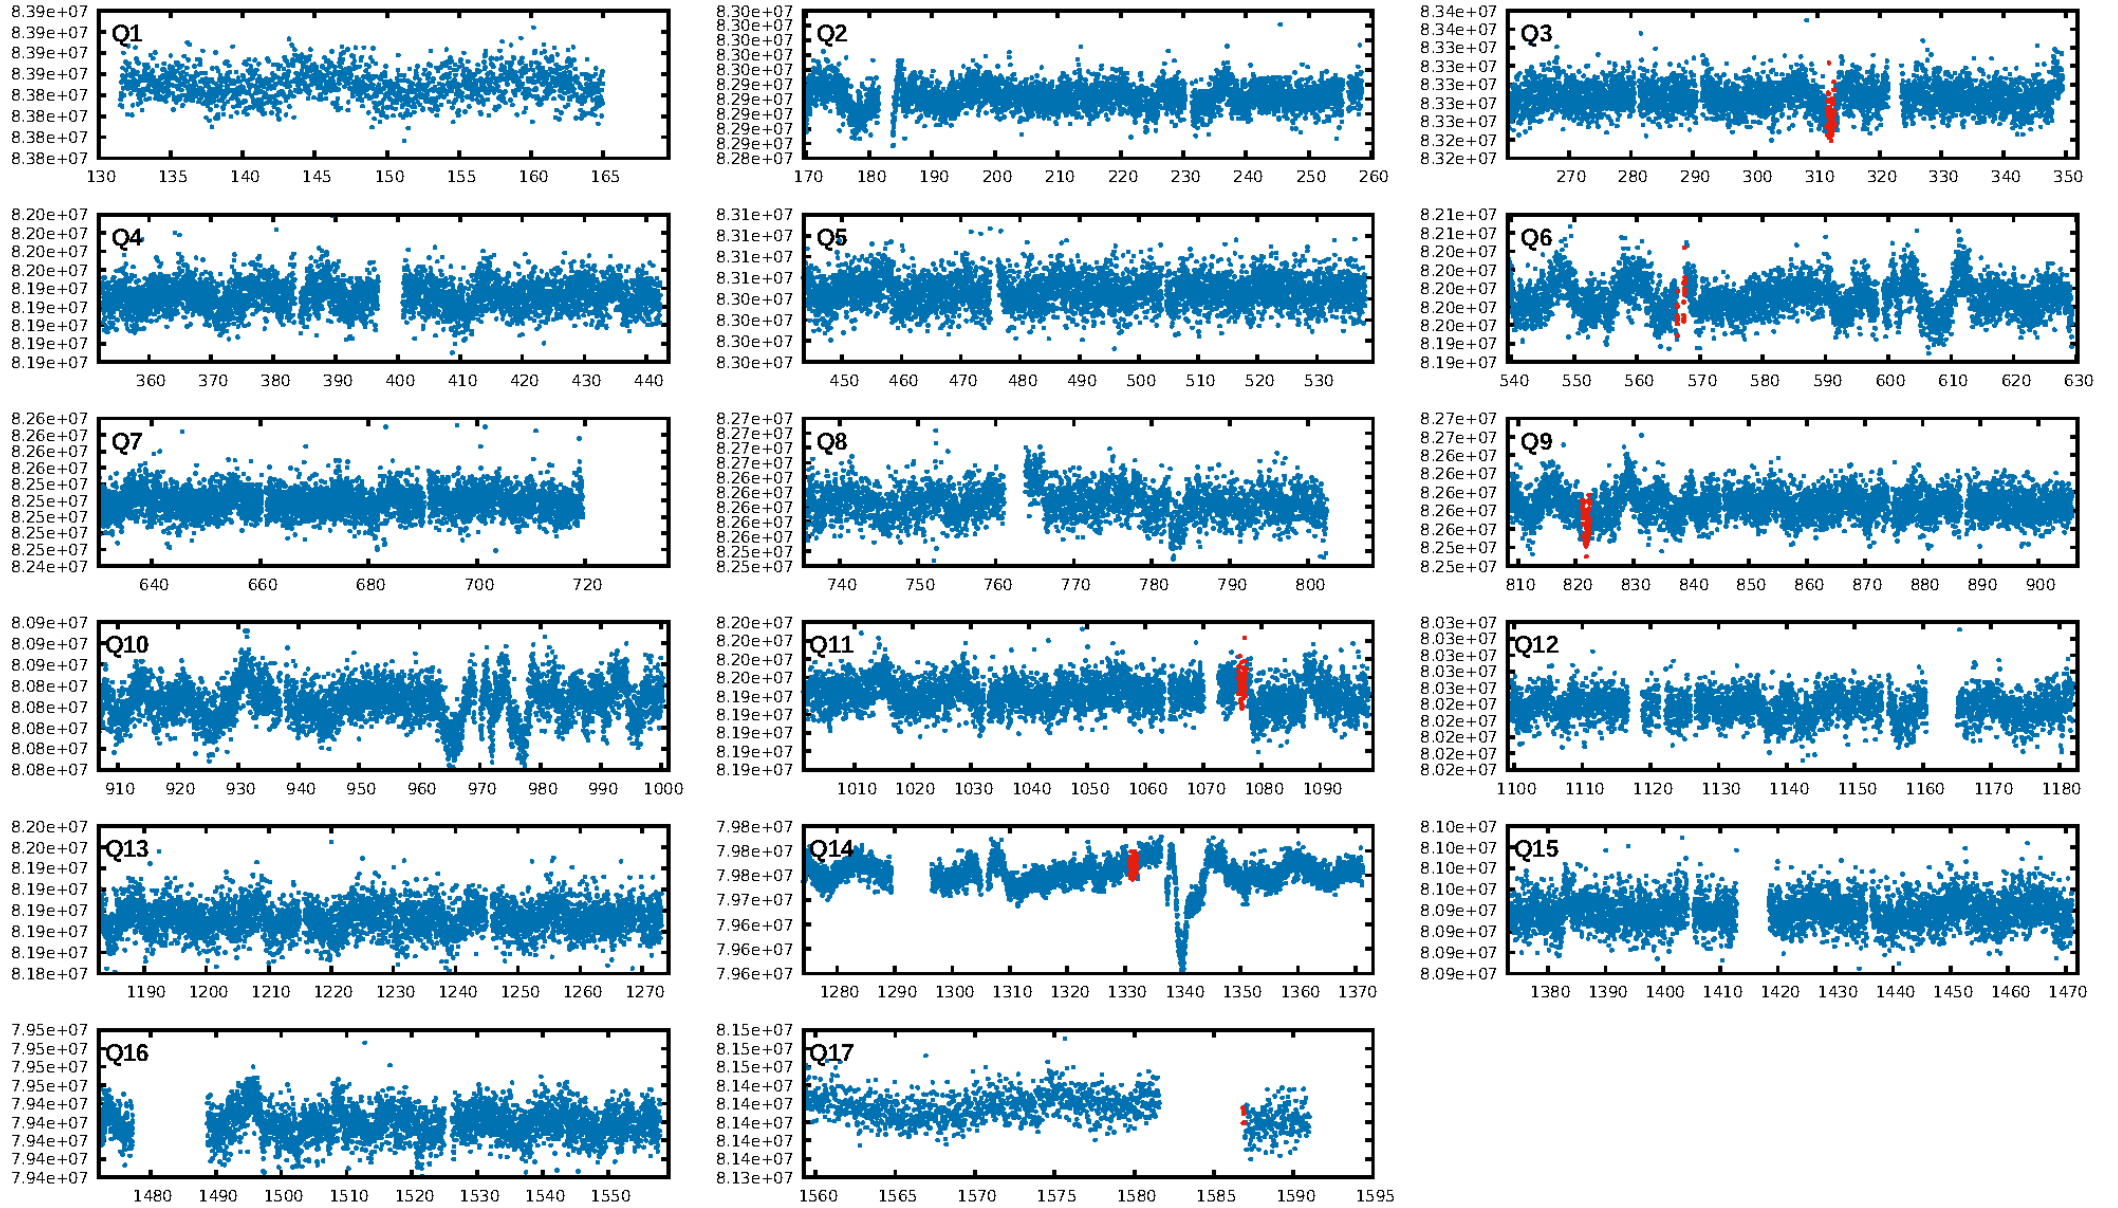 8.39e+07 8.39e+07 8.39e+07 8.39e+07 8.38e+07 8.38e+07 8.38e+07 8.38e+07
Q1
130 135 140 145 150 155 160 165
8.30e+07 8.30e+07 8.30e+07 8.30e+07 8.30e+07 8.29e+07 8.29e+07 8.29e+07 8.29e+07 8.29e+07 8.28e+07
Q2
170 180 190 200 210 220 230 240 250 260
8.34e+07 8.34e+07 8.33e+07 8.33e+07 8.33e+07 8.33e+07 8.33e+07 8.32e+07 8.32e+07
Q3
270 280 290 300 310 320 330 340 350
8.20e+07 8.20e+07 8.20e+07 8.20e+07 8.19e+07 8.19e+07 8.19e+07 8.19e+07 8.19e+07
Q4
360 370 380 390 400 410 420 430 440
8.31e+07 8.31e+07 8.31e+07 8.31e+07 8.30e+07 8.30e+07 8.30e+07 8.30e+07
Q5
450 460 470 480 490 500 510 520 530
8.21e+07 8.21e+07 8.20e+07 8.20e+07 8.20e+07 8.20e+07 8.20e+07 8.19e+07 8.19e+07
Q6
540 550 560 570 580 590 600 610 620 630
8.26e+07 8.26e+07 8.26e+07 8.26e+07 8.25e+07 8.25e+07 8.25e+07 8.25e+07 8.25e+07 8.24e+07
Q7
640 660 680 700 720
8.27e+07 8.27e+07 8.27e+07 8.27e+07 8.26e+07 8.26e+07 8.26e+07 8.26e+07 8.25e+07 8.25e+07
Q8
740 750 760 770 780 790 800
8.27e+07 8.27e+07 8.26e+07 8.26e+07 8.26e+07 8.26e+07 8.26e+07 8.25e+07 8.25e+07
Q9
810 820 830 840 850 860 870 880 890 900
8.09e+07 8.09e+07 8.09e+07 8.08e+07 8.08e+07 8.08e+07 8.08e+07 8.08e+07
Q10
910 920 930 940 950 960 970 980 990 1000
8.20e+07 8.20e+07 8.20e+07 8.19e+07 8.19e+07 8.19e+07 8.19e+07 8.19e+07
Q11
1010 1020 1030 1040 1050 1060 1070 1080 1090
8.03e+07 8.03e+07 8.03e+07 8.03e+07 8.03e+07 8.02e+07 8.02e+07 8.02e+07 8.02e+07 8.02e+07
Q12
1100 1110 1120 1130 1140 1150 1160 1170 1180
8.20e+07 8.20e+07 8.19e+07 8.19e+07 8.19e+07 8.19e+07 8.19e+07 8.18e+07
Q13
1190 1200 1210 1220 1230 1240 1250 1260 1270
7.98e+07 7.98e+07 7.98e+07 7.97e+07 7.96e+07 7.96e+07 7.96e+07
Q14
1280 1290 1300 1310 1320 1330 1340 1350 1360 1370
8.10e+07 8.10e+07 8.10e+07 8.10e+07 8.09e+07 8.09e+07 8.09e+07 8.09e+07
Q15
1380 1390 1400 1410 1420 1430 1440 1450 1460 1470
7.95e+07 7.95e+07 7.95e+07 7.95e+07 7.94e+07 7.94e+07 7.94e+07 7.94e+07 7.94e+07
Q16
1480 1490 1500 1510 1520 1530 1540 1550
8.15e+07 8.15e+07 8.15e+07 8.14e+07 8.14e+07 8.14e+07 8.14e+07 8.14e+07 8.13e+07
Q17
1560 1565 1570 1575 1580 1585 1590 1595